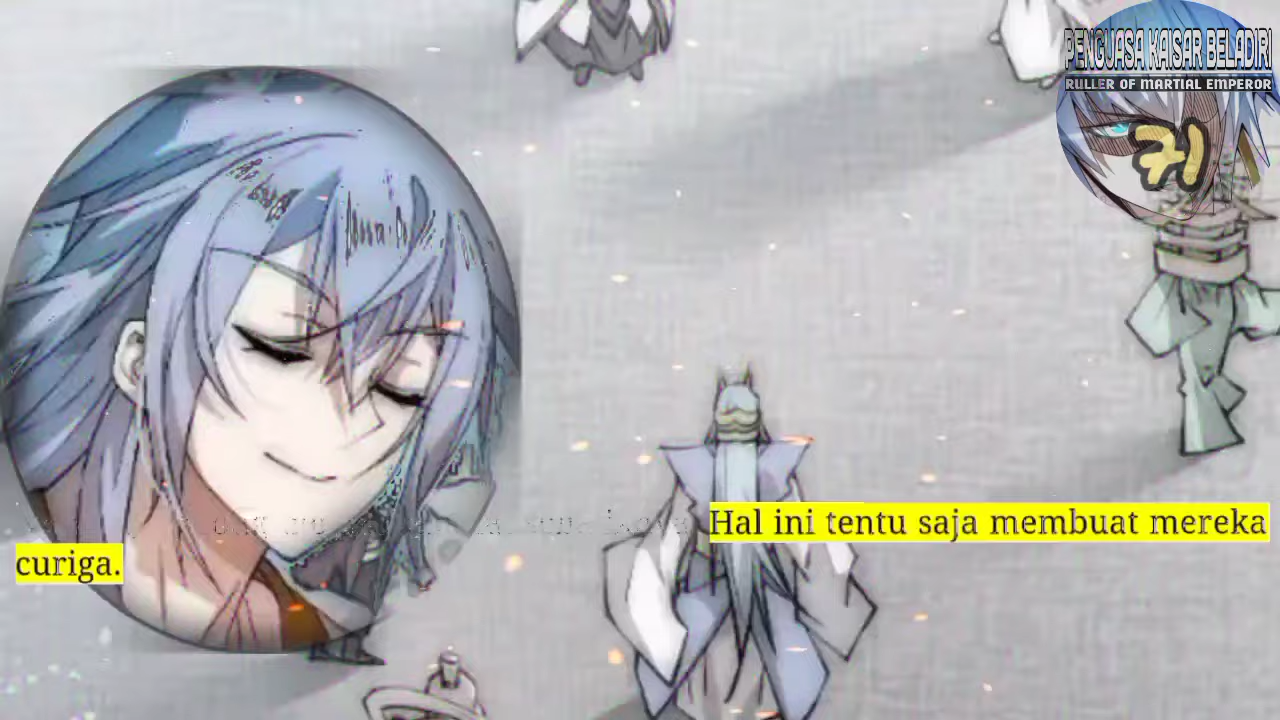 PENGUASA KAISAR BELADIRI
RULLER OF MARTIAL EMPEROR
Hal ini tentu saja membuat mereka
curiga.